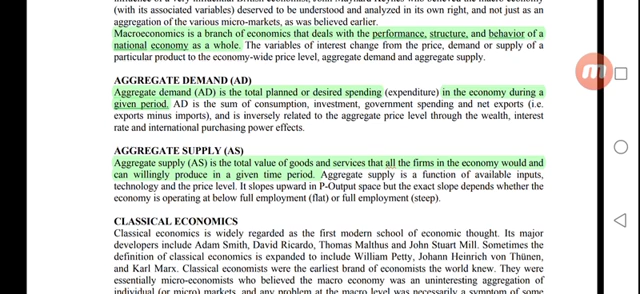 (with its associated variables) deserved to be understood and analyzed in its own right, and not just as an
aggregation of the various micro-markets, as was believed earlier.
Macroeconomics is a branch of economics that deals with the performance, structure, and behavior of a
national economy as a whole. The variables of interest change from the price, demand or supply of a
particular product to the economy-wide price level, aggregate demand and aggregate supply.
AGGREGATE DEMAND (AD)
Aggregate demand (AD) is the total planned or desired spending (expenditure) in the economy during a
given period. AD is the sum of consumption, investment, government spending and net exports (i.e.
exports minus imports), and is inversely related to the aggregate price level through the wealth, interest
rate and international purchasing power effects.
AGGREGATE SUPPLY (AS)
Aggregate supply (AS) is the total value of goods and services that all the firms in the economy would and
can willingly produce in a given time period. Aggregate supply is a function of available inputs,
technology and the price level. It slopes upward in P-Output space but the exact slope depends whether the
economy is operating at below full employment (flat) or full employment (steep).
CLASSICAL ECONOMICS
Classical economics is widely regarded as the first modern school of economic thought. Its major
developers include Adam Smith, David Ricardo, Thomas Malthus and John Stuart Mill. Sometimes the
definition of classical economics is expanded to include William Petty, Johann Heinrich von Thünen,
and Karl Marx. Classical economists were the earliest brand of economists the world knew. They were
essentially micro-economists who believed the macro economy was an uninteresting aggregation of
individual (or micro) markets, and any problem at the macro level was necessarily a symptom of some